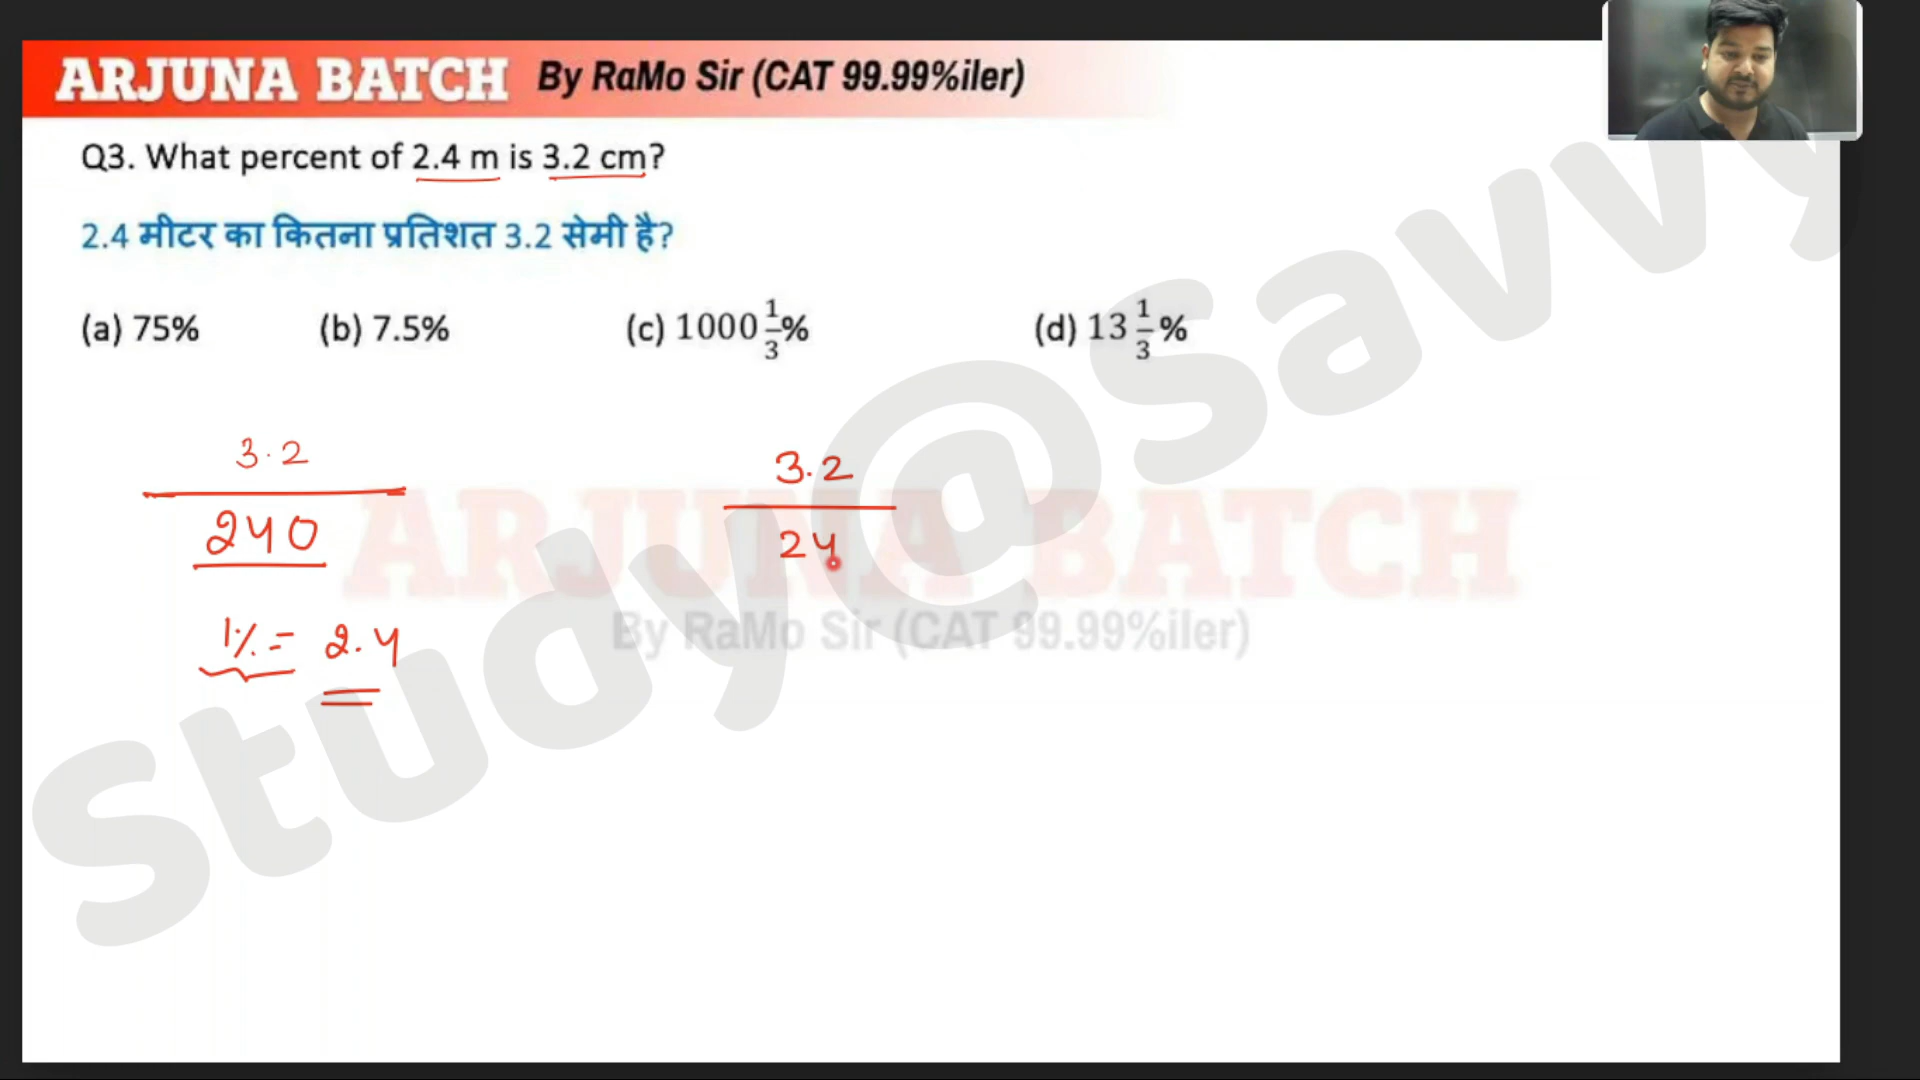 ARJUNA BATCH By RaMo Sir (CAT 99.99%iler)
Q3. What percent of 2.4 m is 3.2 cm?
2.4 मीटर का कितना प्रतिशत 3.2 सेमी है?
(a) 75% (b) 7.5% (c) 1000 1/3 % (d) 13 1/3 %
3.2
240
1% = 2.4
3.2
24
ARJUNA BATCH
By RaMo Sir (CAT 99.99%iler)
Study@Savvy